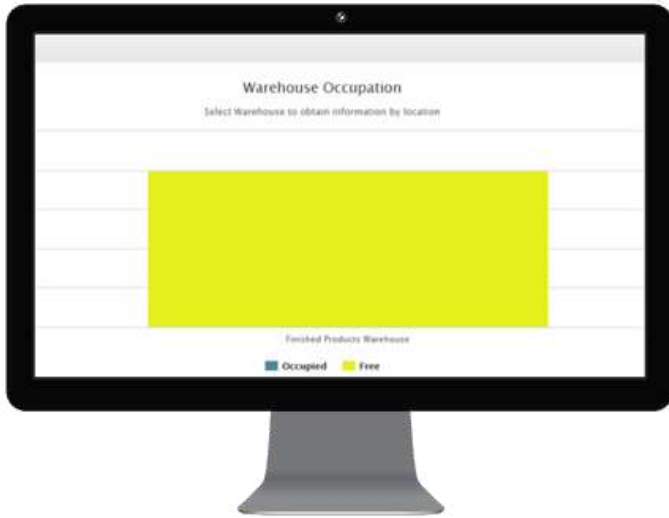 Warehouse Occupation
Select Warehouse to obtain information by location
Finished Products Warehouse
Occupied Free